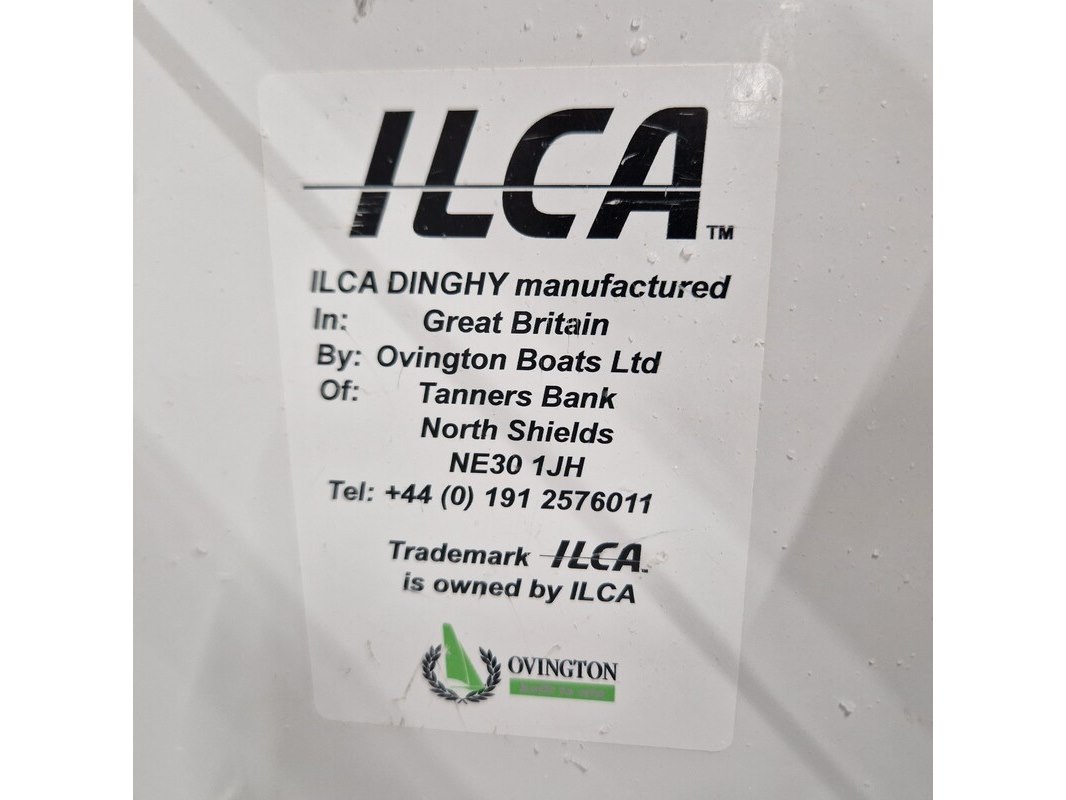 ILCA™
ILCA DINGHY manufactured
In: Great Britain
By: Ovington Boats Ltd
Of: Tanners Bank
North Shields
NE30 1JH
Tel: +44 (0) 191 2576011
Trademark ILCA™
is owned by ILCA
OVINGTON